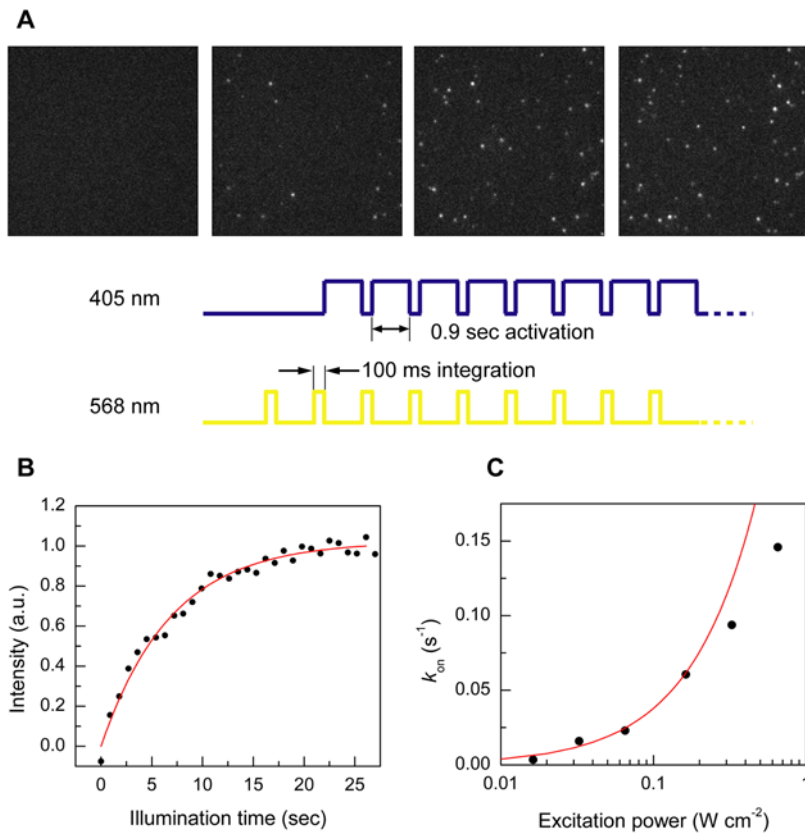 A
405 nm
0.9 sec activation
100 ms integration
568 nm
B
C
1.2
1.0
0.8
0.6
0.4
0.2
0.0
Intensity (a.u.)
0 5 10 15 20 25
Illumination time (sec)
0.15
0.10
0.05
0.00
k_on (s⁻¹)
0.01 0.1 1
Excitation power (W cm⁻²)